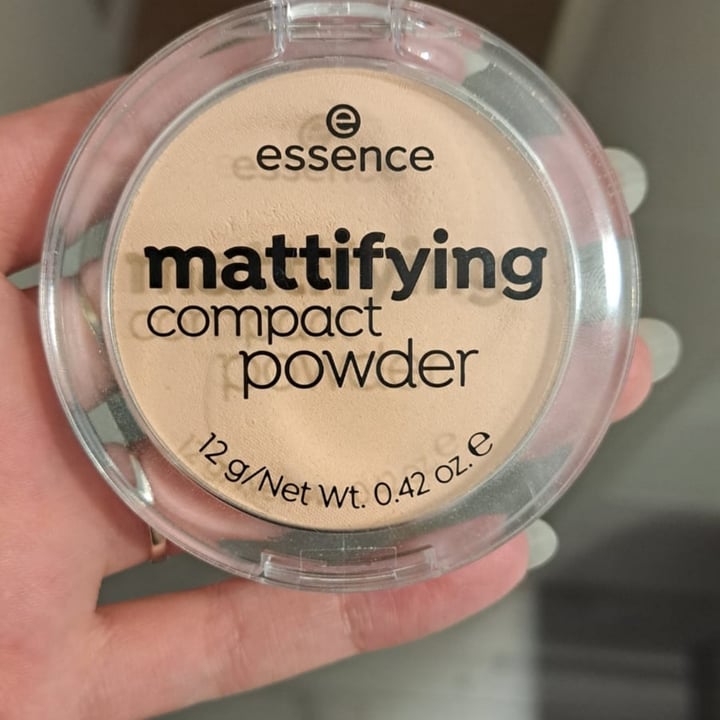 e
essence
mattifying
compact
powder
12 g/Net Wt. 0.42 oz. ℮